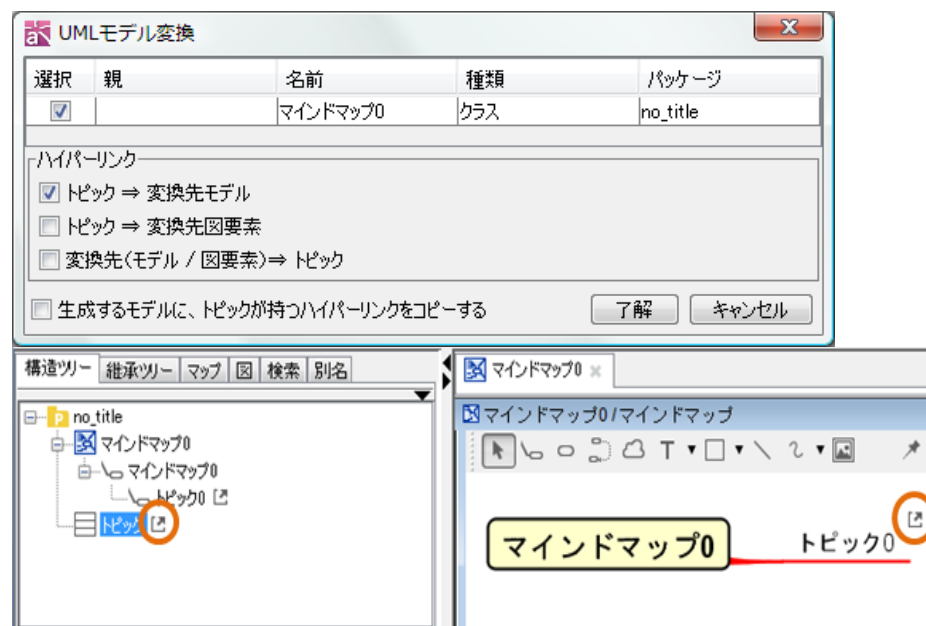 UMLモデル変換
選択 親 名前 種類 パッケージ
マインドマップ0 クラス no_title
ハイパーリンク
トピック ⇒ 変換先モデル
トピック ⇒ 変換先図要素
変換先(モデル / 図要素)⇒ トピック
生成するモデルに、トピックが持つハイパーリンクをコピーする 了解 キャンセル
構造ツリー 継承ツリー マップ 図 検索 別名
no_title
マインドマップ0
マインドマップ0
トピック0
トピック
マインドマップ0
マインドマップ0/マインドマップ
T
マインドマップ0 トピック0